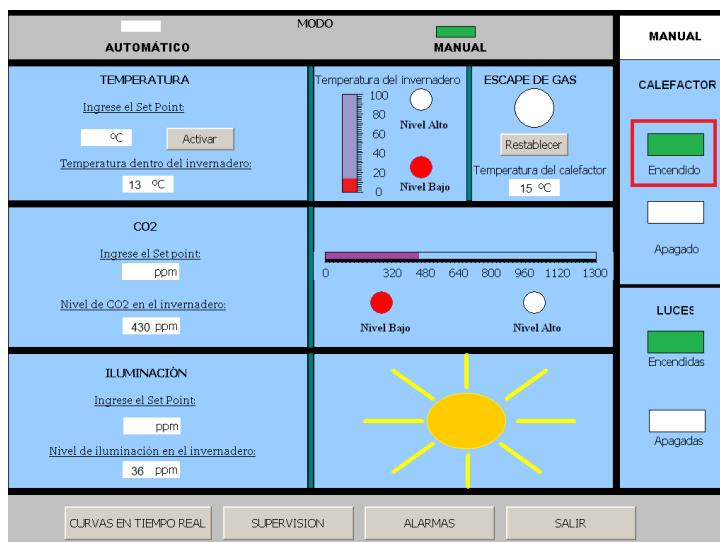 MODO
AUTOMÁTICO
MANUAL
MANUAL
TEMPERATURA
Ingrese el Set Point:
ºC
Activar
Temperatura dentro del invernadero:
13 ºC
Temperatura del invernadero
100
80
60
40
20
0
Nivel Alto
Nivel Bajo
ESCAPE DE GAS
Restablecer
Temperatura del calefactor
15 ºC
CALEFACTOR
Encendido
Apagado
CO2
Ingrese el Set point:
ppm
Nivel de CO2 en el invernadero:
430 ppm
0 320 480 640 800 960 1120 1300
Nivel Bajo
Nivel Alto
LUCES
Encendidas
Apagadas
ILUMINACIÒN
Ingrese el Set Point:
ppm
Nivel de iluminación en el invernadero:
36 ppm
CURVAS EN TIEMPO REAL
SUPERVISION
ALARMAS
SALIR